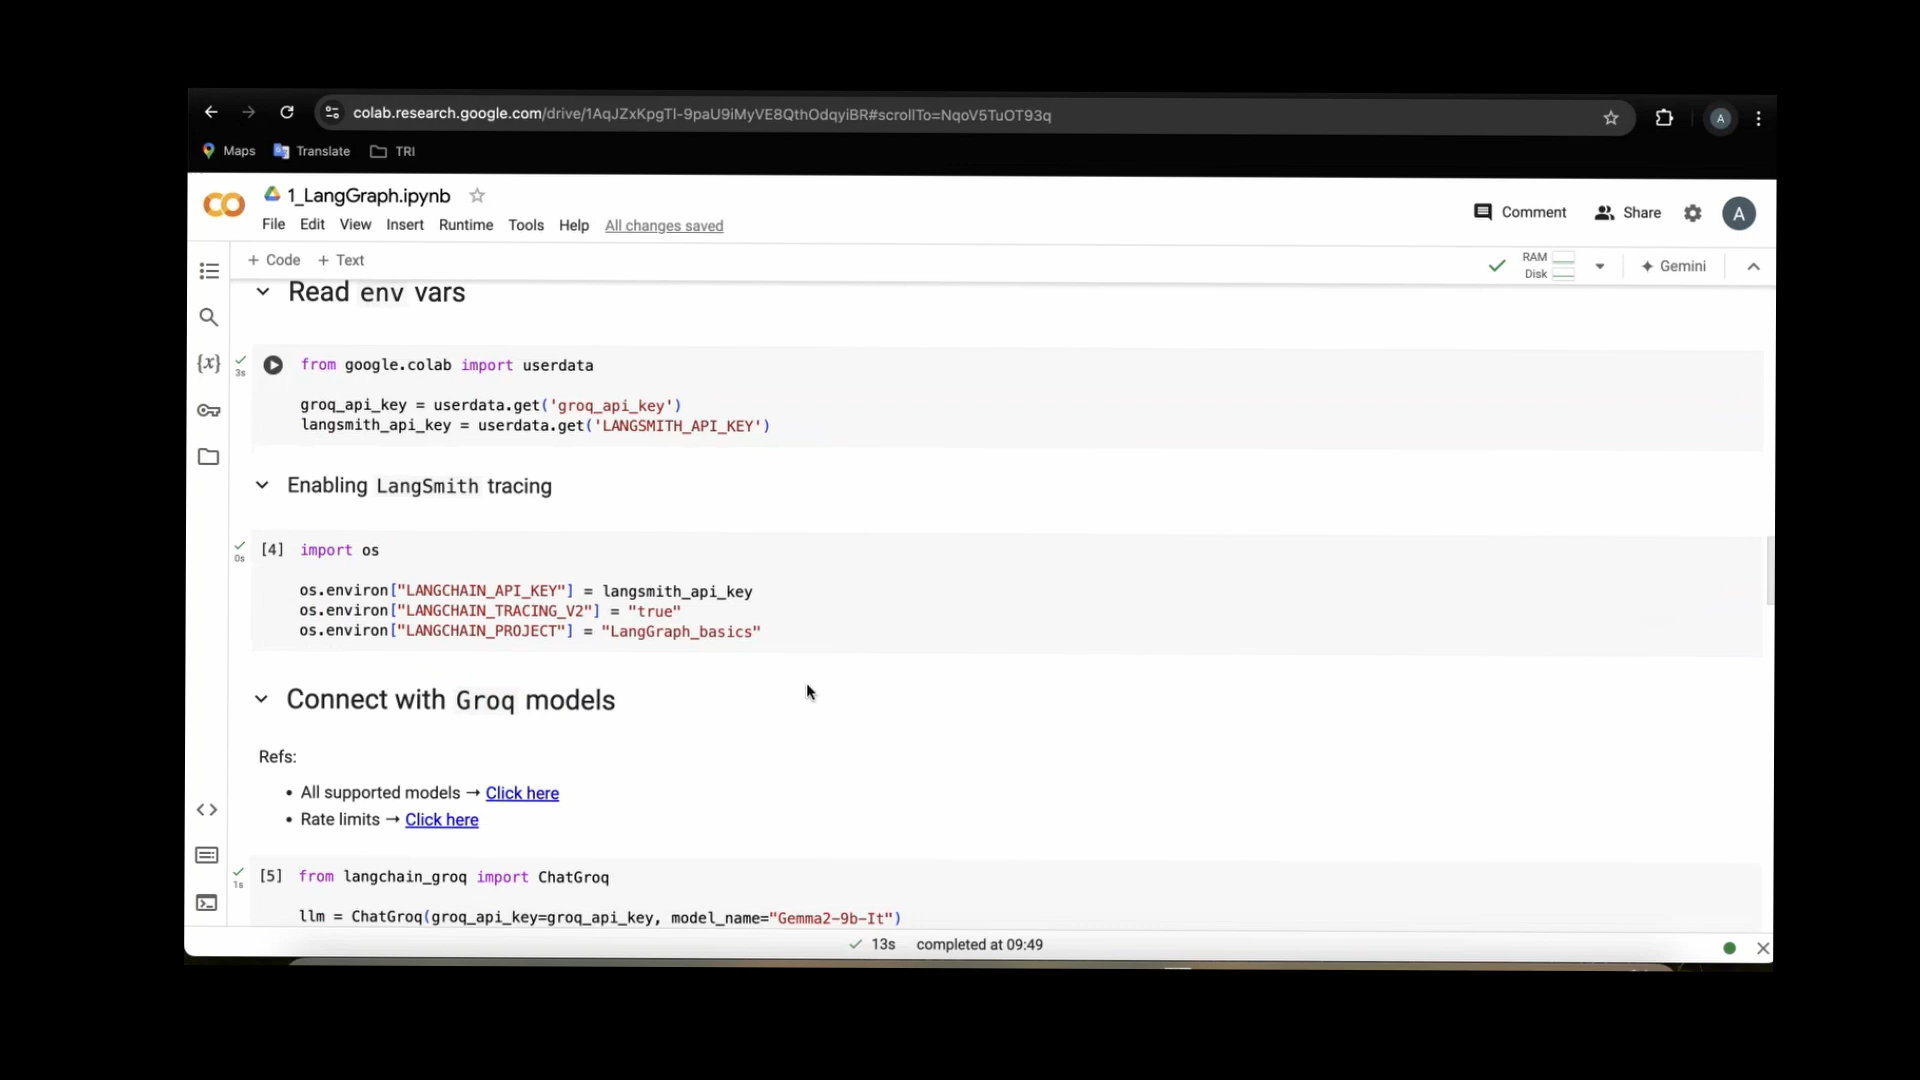 colab.research.google.com/drive/1AqJZxKpgTI-9paU9iMyVE8QthOdqyiBR#scrollTo=NqoV5TuOT93q
A
Maps Translate TRI
1_LangGraph.ipynb
File Edit View Insert Runtime Tools Help All changes saved
Comment Share A
+ Code + Text
RAM
Disk
Gemini
Read env vars
3s
from google.colab import userdata
groq_api_key = userdata.get('groq_api_key')
langsmith_api_key = userdata.get('LANGSMITH_API_KEY')
Enabling LangSmith tracing
0s
[4] import os
os.environ["LANGCHAIN_API_KEY"] = langsmith_api_key
os.environ["LANGCHAIN_TRACING_V2"] = "true"
os.environ["LANGCHAIN_PROJECT"] = "LangGraph_basics"
Connect with Groq models
Refs:
• All supported models → Click here
• Rate limits → Click here
1s
[5] from langchain_groq import ChatGroq
llm = ChatGroq(groq_api_key=groq_api_key, model_name="Gemma2-9b-It")
13s completed at 09:49